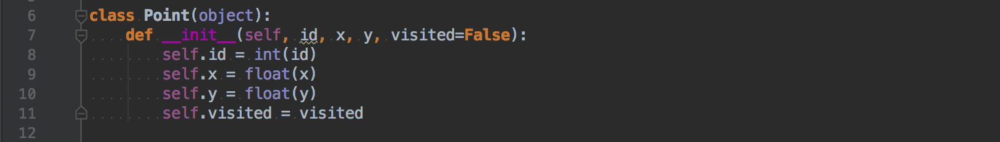 6 class Point(object):
7     def __init__(self, id, x, y, visited=False):
8         self.id = int(id)
9         self.x = float(x)
10         self.y = float(y)
11         self.visited = visited
12